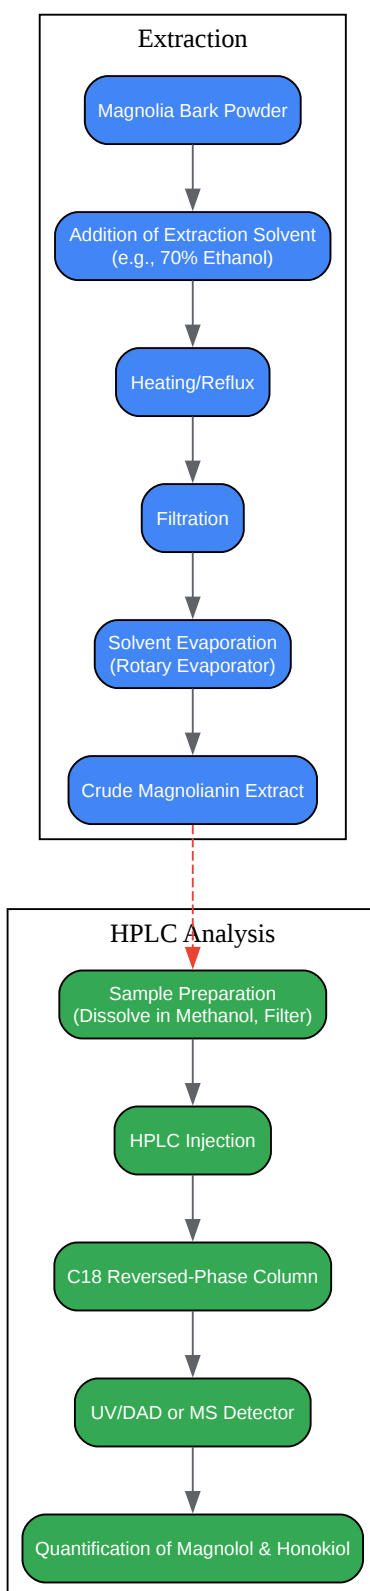 Extraction
Magnolia Bark Powder
Addition of Extraction Solvent
(e.g., 70% Ethanol)
Heating/Reflux
Filtration
Solvent Evaporation
(Rotary Evaporator)
Crude Magnolianin Extract
HPLC Analysis
Sample Preparation
(Dissolve in Methanol, Filter)
HPLC Injection
C18 Reversed-Phase Column
UV/DAD or MS Detector
Quantification of Magnolol & Honokiol